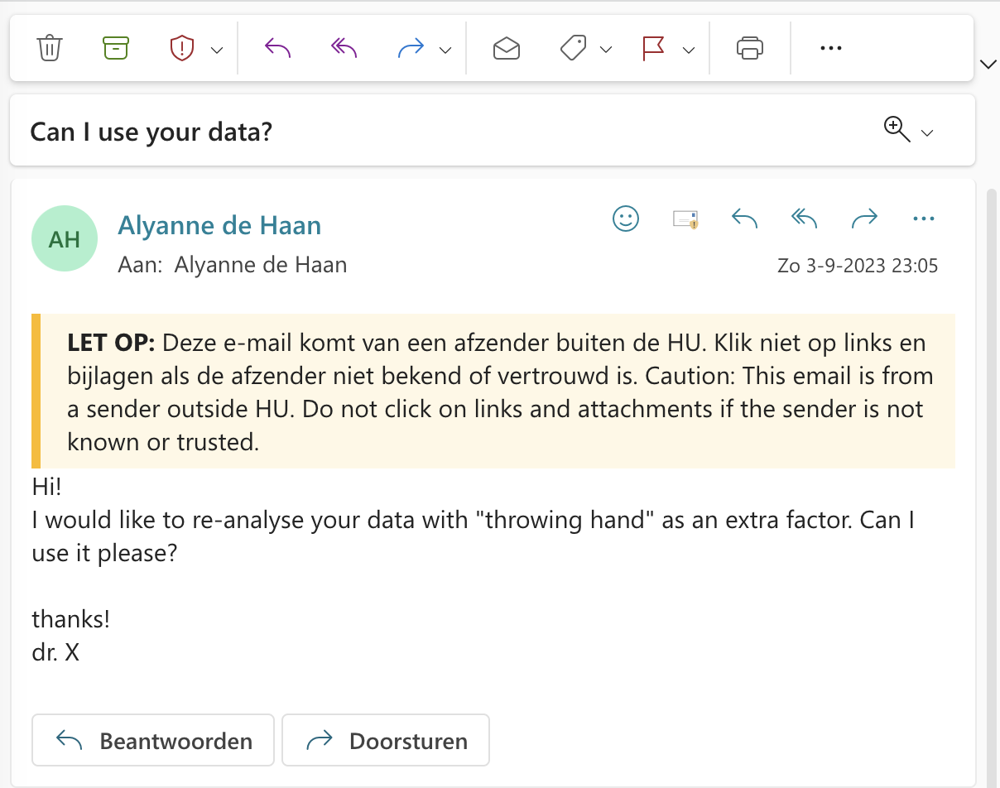 Can I use your data?
AH
Alyanne de Haan
Aan: Alyanne de Haan
Zo 3-9-2023 23:05
LET OP: Deze e-mail komt van een afzender buiten de HU. Klik niet op links en
bijlagen als de afzender niet bekend of vertrouwd is. Caution: This email is from
a sender outside HU. Do not click on links and attachments if the sender is not
known or trusted.
Hi!
I would like to re-analyse your data with "throwing hand" as an extra factor. Can I
use it please?
thanks!
dr. X
Beantwoorden
Doorsturen